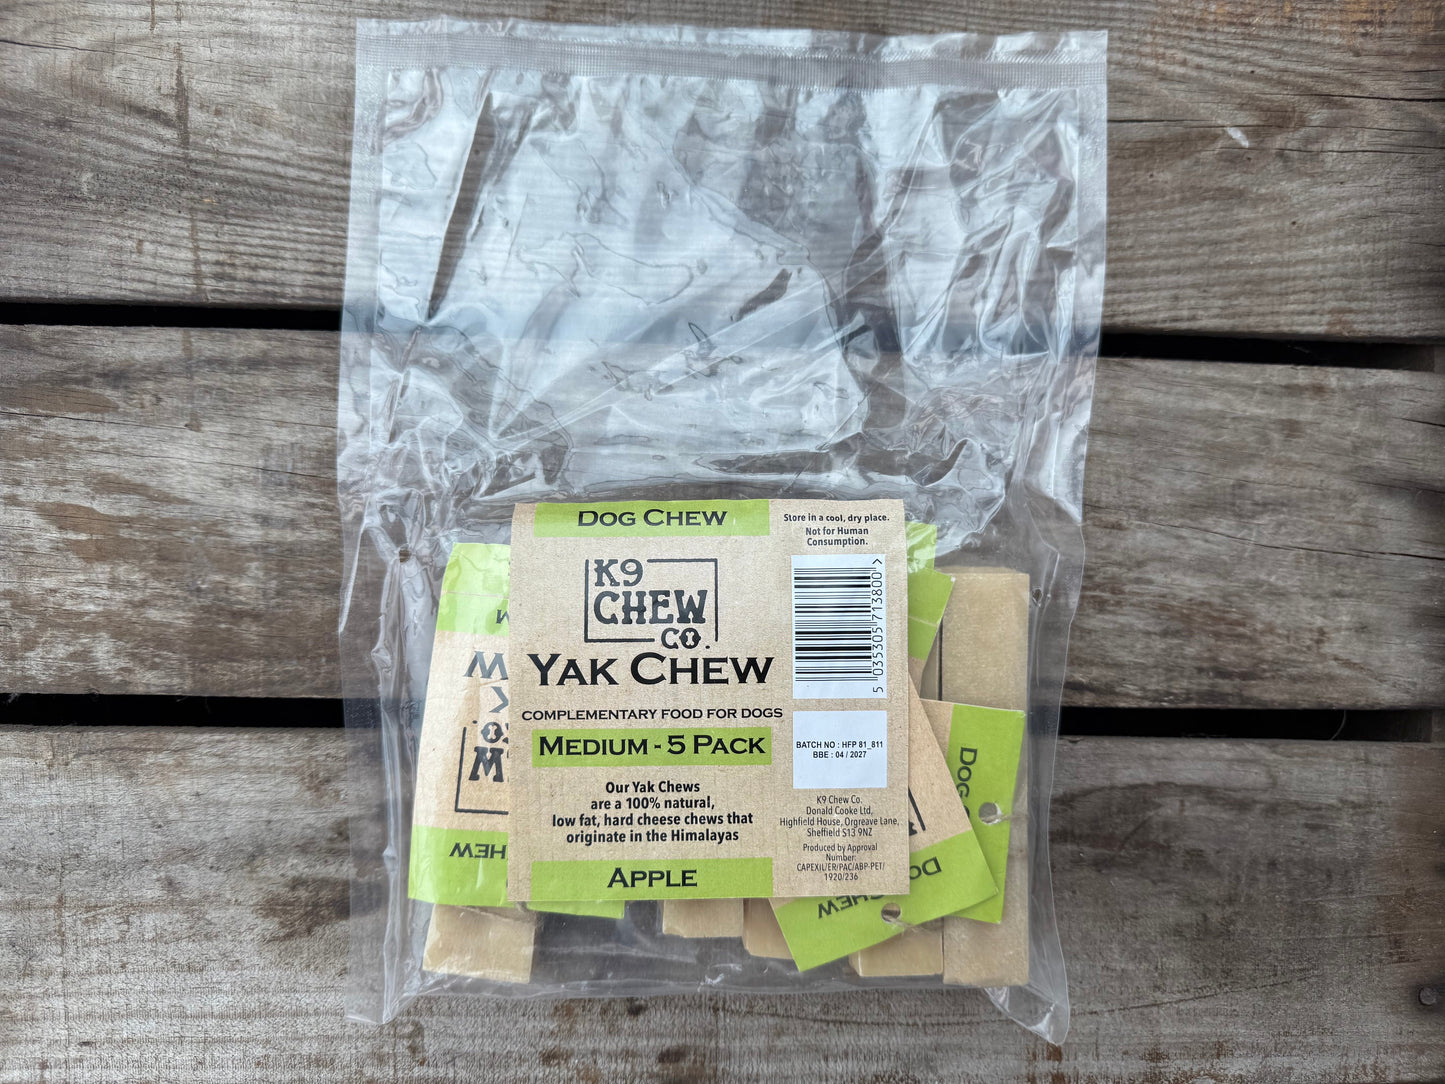 DOG CHEW
K9
CHEW
CO.
YAK CHEW
COMPLEMENTARY FOOD FOR DOGS
MEDIUM - 5 PACK
Our Yak Chews
are a 100% natural,
low fat, hard cheese chews that
originate in the Himalayas
APPLE
Store in a cool, dry place.
Not for Human
Consumption.
5 035305 713800 >
BATCH NO : HFP 81_811
BBE : 04 / 2027
K9 Chew Co.
Donald Cooke Ltd,
Highfield House, Orgreave Lane,
Sheffield S13 9NZ
Produced by Approval
Number:
CAPEXIL/ER/PAC/ABP-PET/
1920/236
HEW
DOG
DO
CHEW